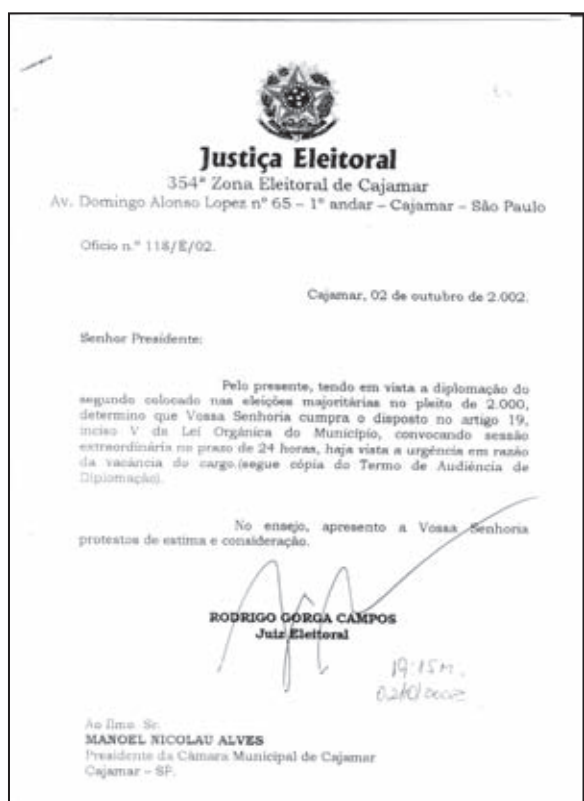 Justiça Eleitoral
354ª Zona Eleitoral de Cajamar
Av. Domingo Alonso Lopez nº 65 – 1º andar – Cajamar – São Paulo
Ofício n.º 118/E/02.
Cajamar, 02 de outubro de 2.002.
Senhor Presidente:
Pelo presente, tendo em vista a diplomação do
segundo colocado nas eleições majoritárias no pleito de 2.000,
determino que Vossa Senhoria cumpra o disposto no artigo 19,
inciso V da Lei Orgânica do Município, convocando sessão
extraordinária no prazo de 24 horas, haja vista a urgência em razão
da vacância do cargo.(segue cópia do Termo de Audiência de
Diplomação).
No ensejo, apresento a Vossa Senhoria
protestos de estima e consideração.
RODRIGO GORGA CAMPOS
Juiz Eleitoral
19:15
Ao Ilmo. Sr.
MANOEL NICOLAU ALVES
Presidente da Câmara Municipal de Cajamar
Cajamar – SP.